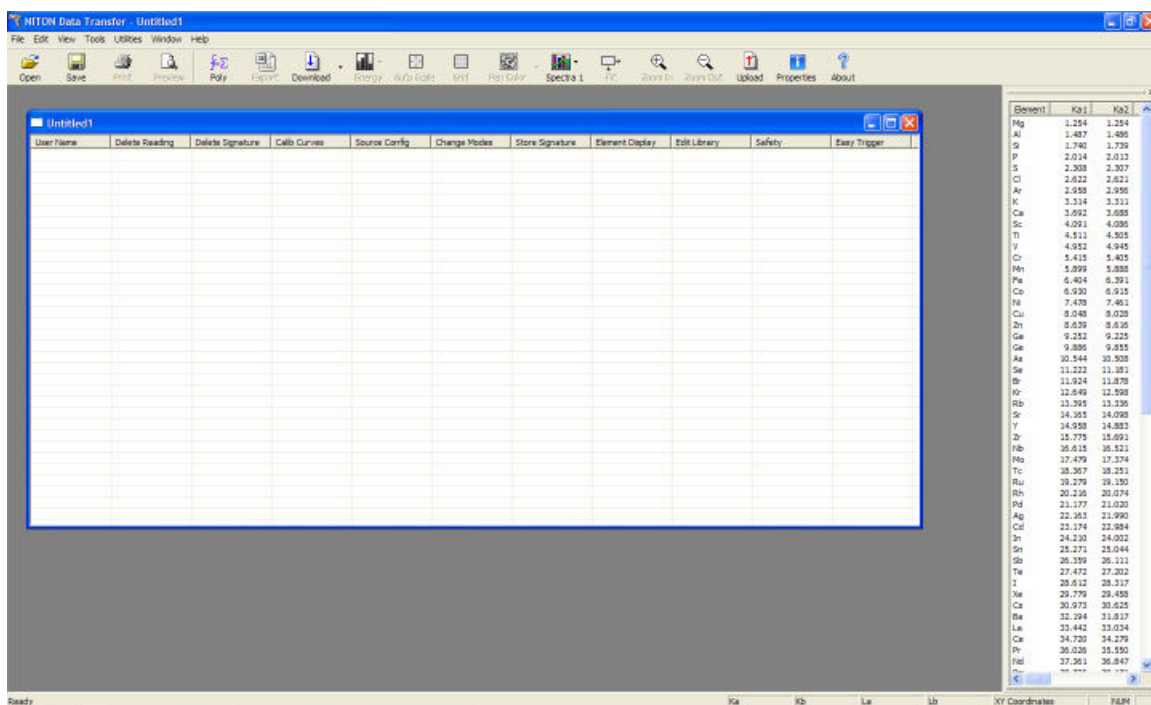 NITON Data Transfer - Untitled1
File Edit View Tools Utilities Window Help
Open Save Print Preview Poly Export Download Energy Auto Scale Grid Pen Color Spectra 1 Fit Zoom In Zoom Out Upload Properties About
Untitled1
User Name Delete Reading Delete Signature Calib Curves Source Config Change Modes Store Signature Element Display Edit Library Safety Easy Trigger
Element Ka1 Ka2
Mg 1.254 1.254
Al 1.487 1.486
Si 1.740 1.739
P 2.014 2.013
S 2.308 2.307
Cl 2.622 2.621
Ar 2.958 2.956
K 3.314 3.311
Ca 3.692 3.688
Sc 4.091 4.086
Ti 4.511 4.505
V 4.952 4.945
Cr 5.415 5.405
Mn 5.899 5.888
Fe 6.404 6.391
Co 6.930 6.915
Ni 7.478 7.461
Cu 8.048 8.028
Zn 8.639 8.616
Ga 9.252 9.225
Ge 9.886 9.855
As 10.544 10.508
Se 11.222 11.181
Br 11.924 11.878
Kr 12.649 12.598
Rb 13.395 13.336
Sr 14.165 14.098
Y 14.958 14.883
Zr 15.775 15.691
Nb 16.615 16.521
Mo 17.479 17.374
Tc 18.367 18.251
Ru 19.279 19.150
Rh 20.216 20.074
Pd 21.177 21.020
Ag 22.163 21.990
Cd 23.174 22.984
In 24.210 24.002
Sn 25.271 25.044
Sb 26.359 26.111
Te 27.472 27.202
I 28.612 28.317
Xe 29.779 29.458
Cs 30.973 30.625
Ba 32.194 31.817
La 33.442 33.034
Ce 34.720 34.279
Pr 36.026 35.550
Nd 37.361 36.847
Ready Ka Kb La Lb XY Coordinates NUM